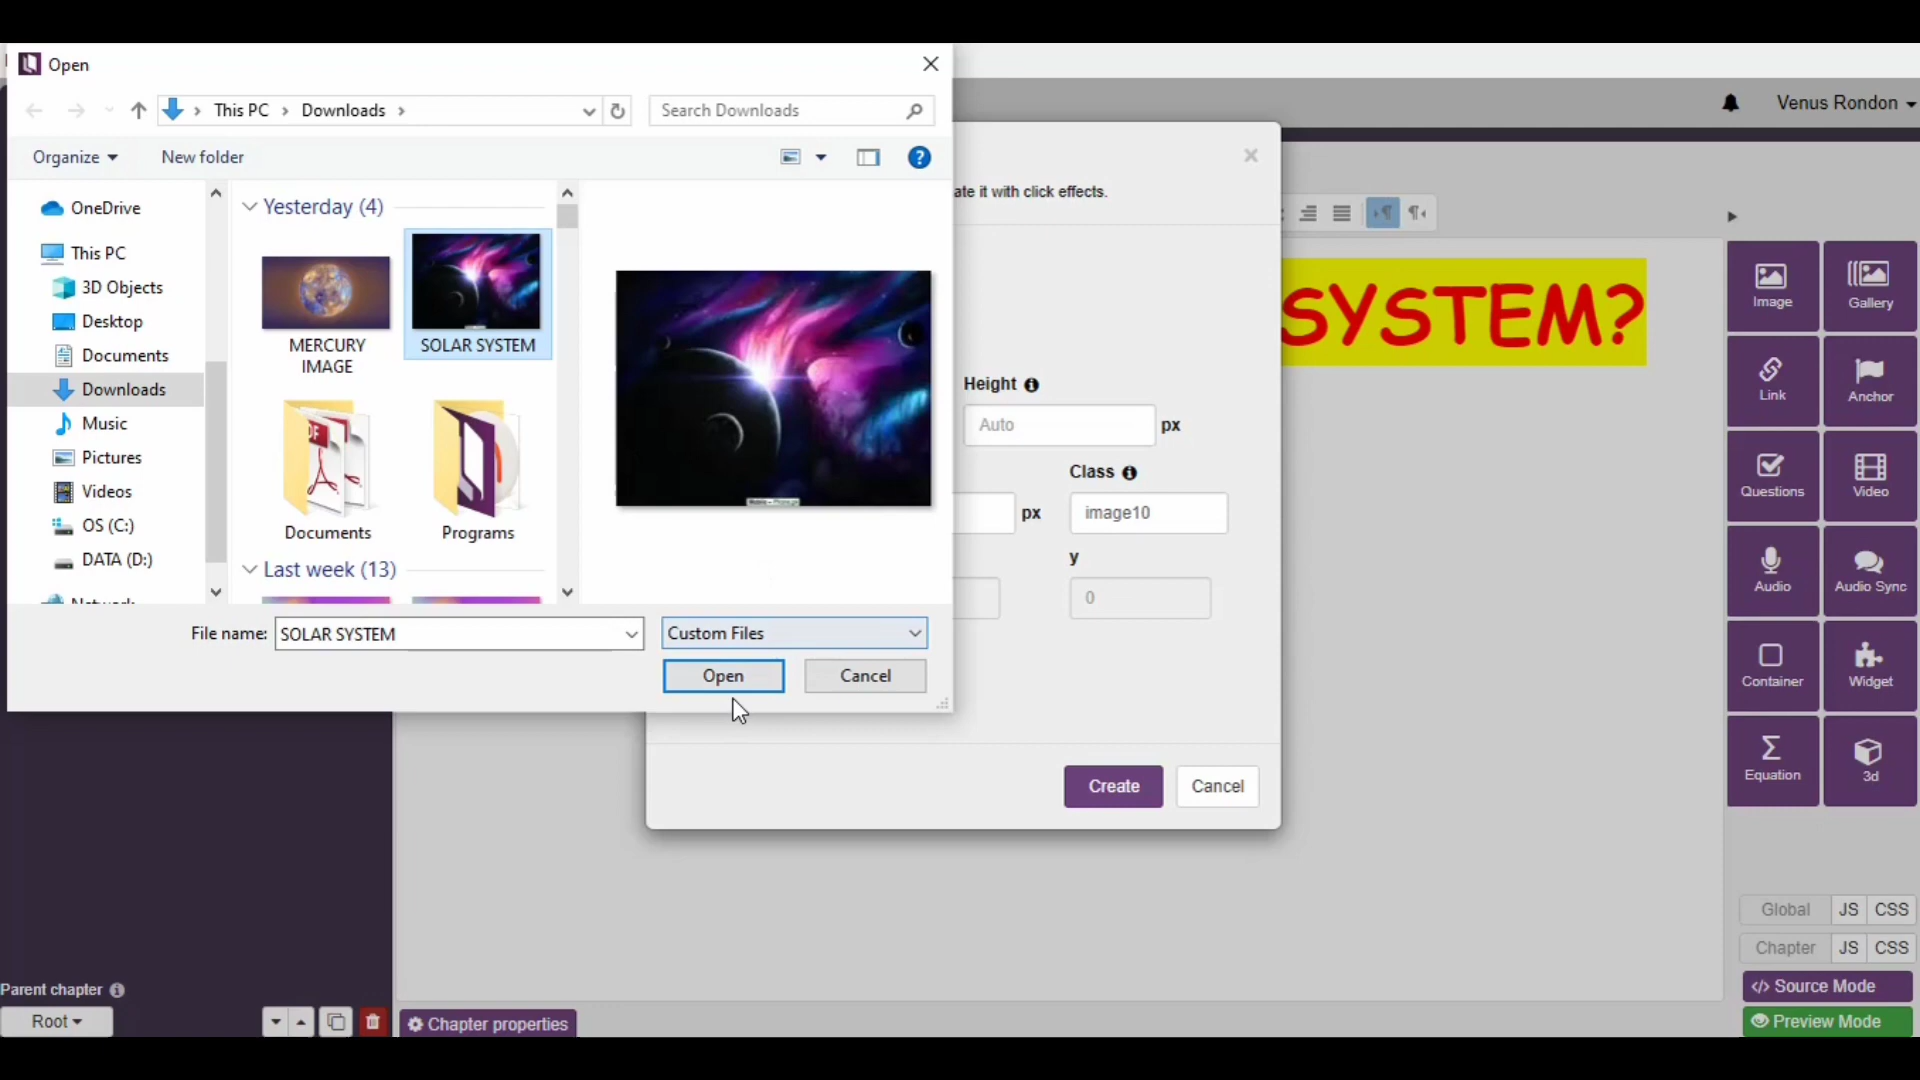 Open
This PC
Downloads
Search Downloads
Organize
New folder
OneDrive
This PC
3D Objects
Desktop
Documents
Downloads
Music
Pictures
Videos
OS (C:)
DATA (D:)
Yesterday (4)
MERCURY
IMAGE
SOLAR SYSTEM
Documents
Programs
Last week (13)
File name:
SOLAR SYSTEM
Custom Files
Open
Cancel
Venus Rondon
ate it with click effects.
SYSTEM?
Height
Auto
px
px
Class
image10
y
0
Create
Cancel
Image
Gallery
Link
Anchor
Questions
Video
Audio
Audio Sync
Container
Widget
Equation
3d
Global
JS
CSS
Chapter
JS
CSS
</> Source Mode
Preview Mode
Parent chapter
Root
Chapter properties